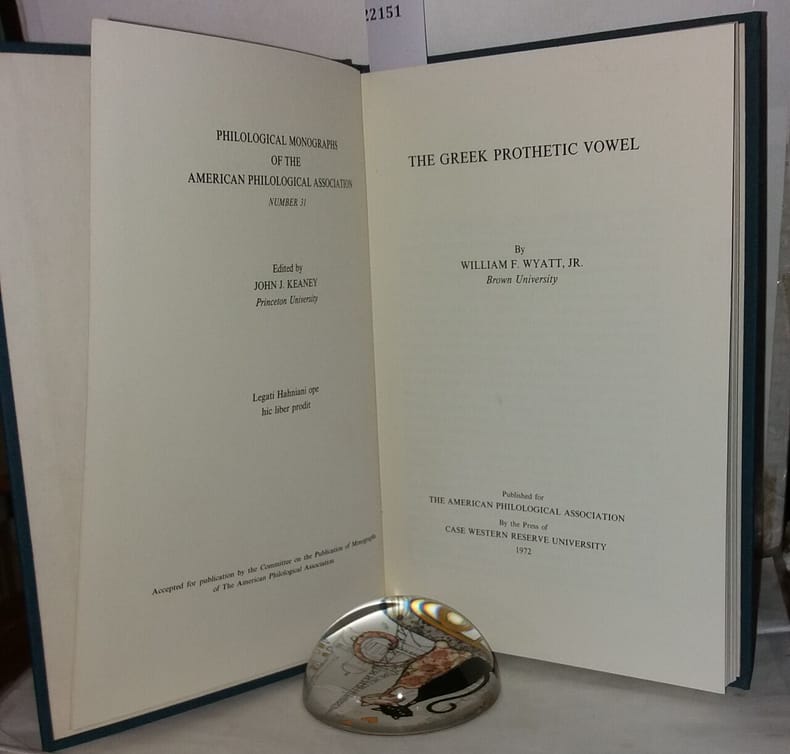 22151
PHILOLOGICAL MONOGRAPHS
OF THE
AMERICAN PHILOLOGICAL ASSOCIATION
NUMBER 31
Edited by
JOHN J. KEANEY
Princeton University
Legati Hahniani ope
hic liber prodit
Accepted for publication by the Committee on the Publication of Monographs
of The American Philological Association
THE GREEK PROTHETIC VOWEL
By
WILLIAM F. WYATT, JR.
Brown University
Published for
THE AMERICAN PHILOLOGICAL ASSOCIATION
By the Press of
CASE WESTERN RESERVE UNIVERSITY
1972